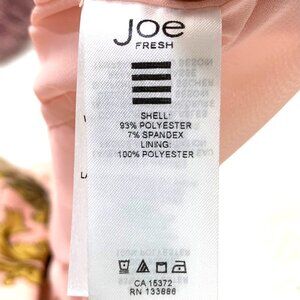 Joe
FRESH
SHELL:
93% POLYESTER
7% SPANDEX
LINING:
100% POLYESTER
CA 15372
RN 133886